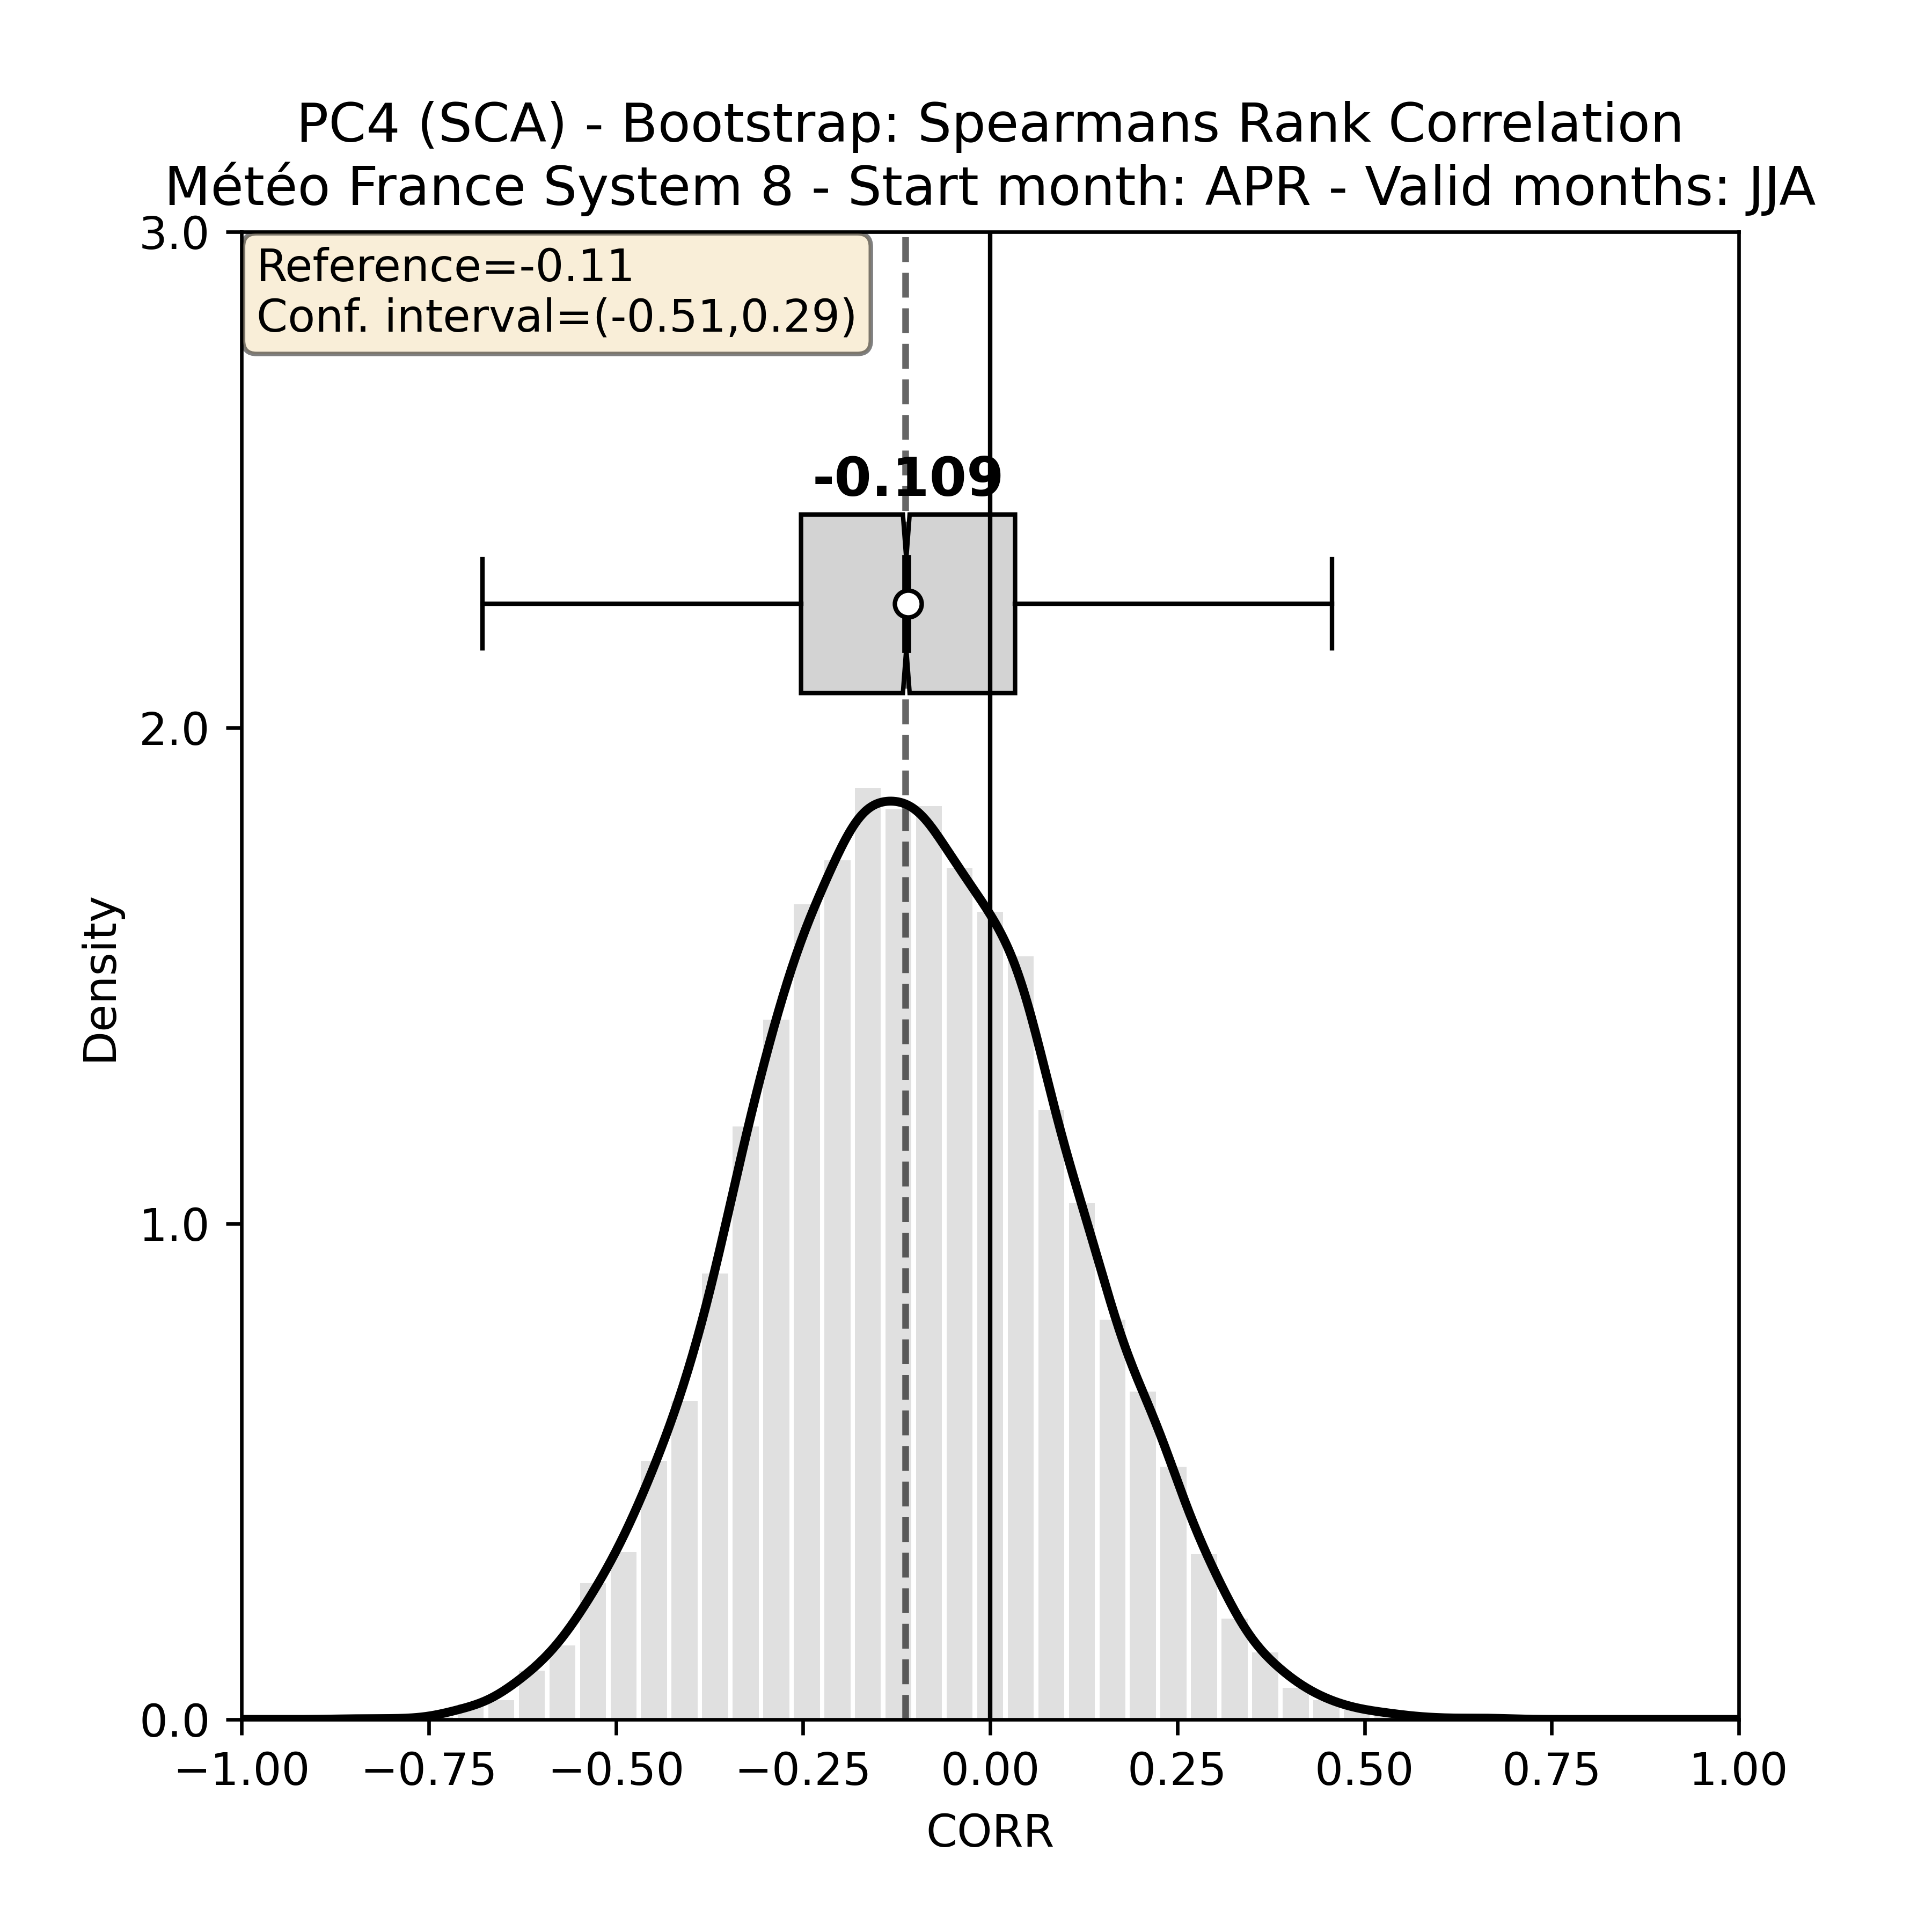 PC4 (SCA) - Bootstrap: Spearmans Rank Correlation
Météo France System 8 - Start month: APR - Valid months: JJA
3.0
Reference=-0.11
Conf. interval=(-0.51,0.29)
-0.109
2.0
Density
1.0
0.0
−1.00 −0.75 −0.50 −0.25 0.00 0.25 0.50 0.75 1.00
CORR